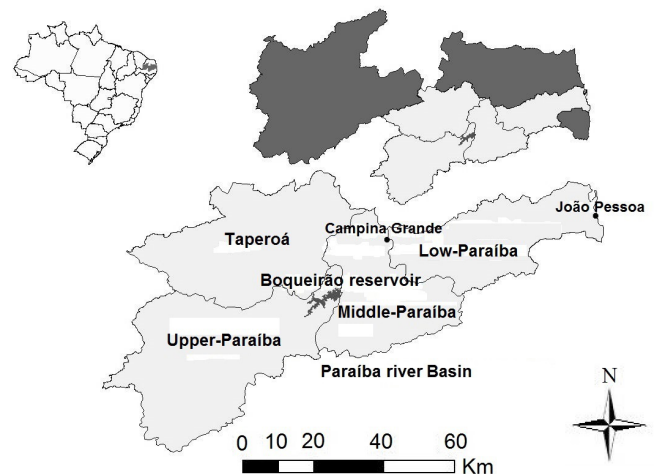 João Pessoa
Campina Grande
Taperoá
Low-Paraíba
Boqueirão reservoir
Middle-Paraíba
Upper-Paraíba
Paraíba river Basin
N
0 10 20 40 60
Km